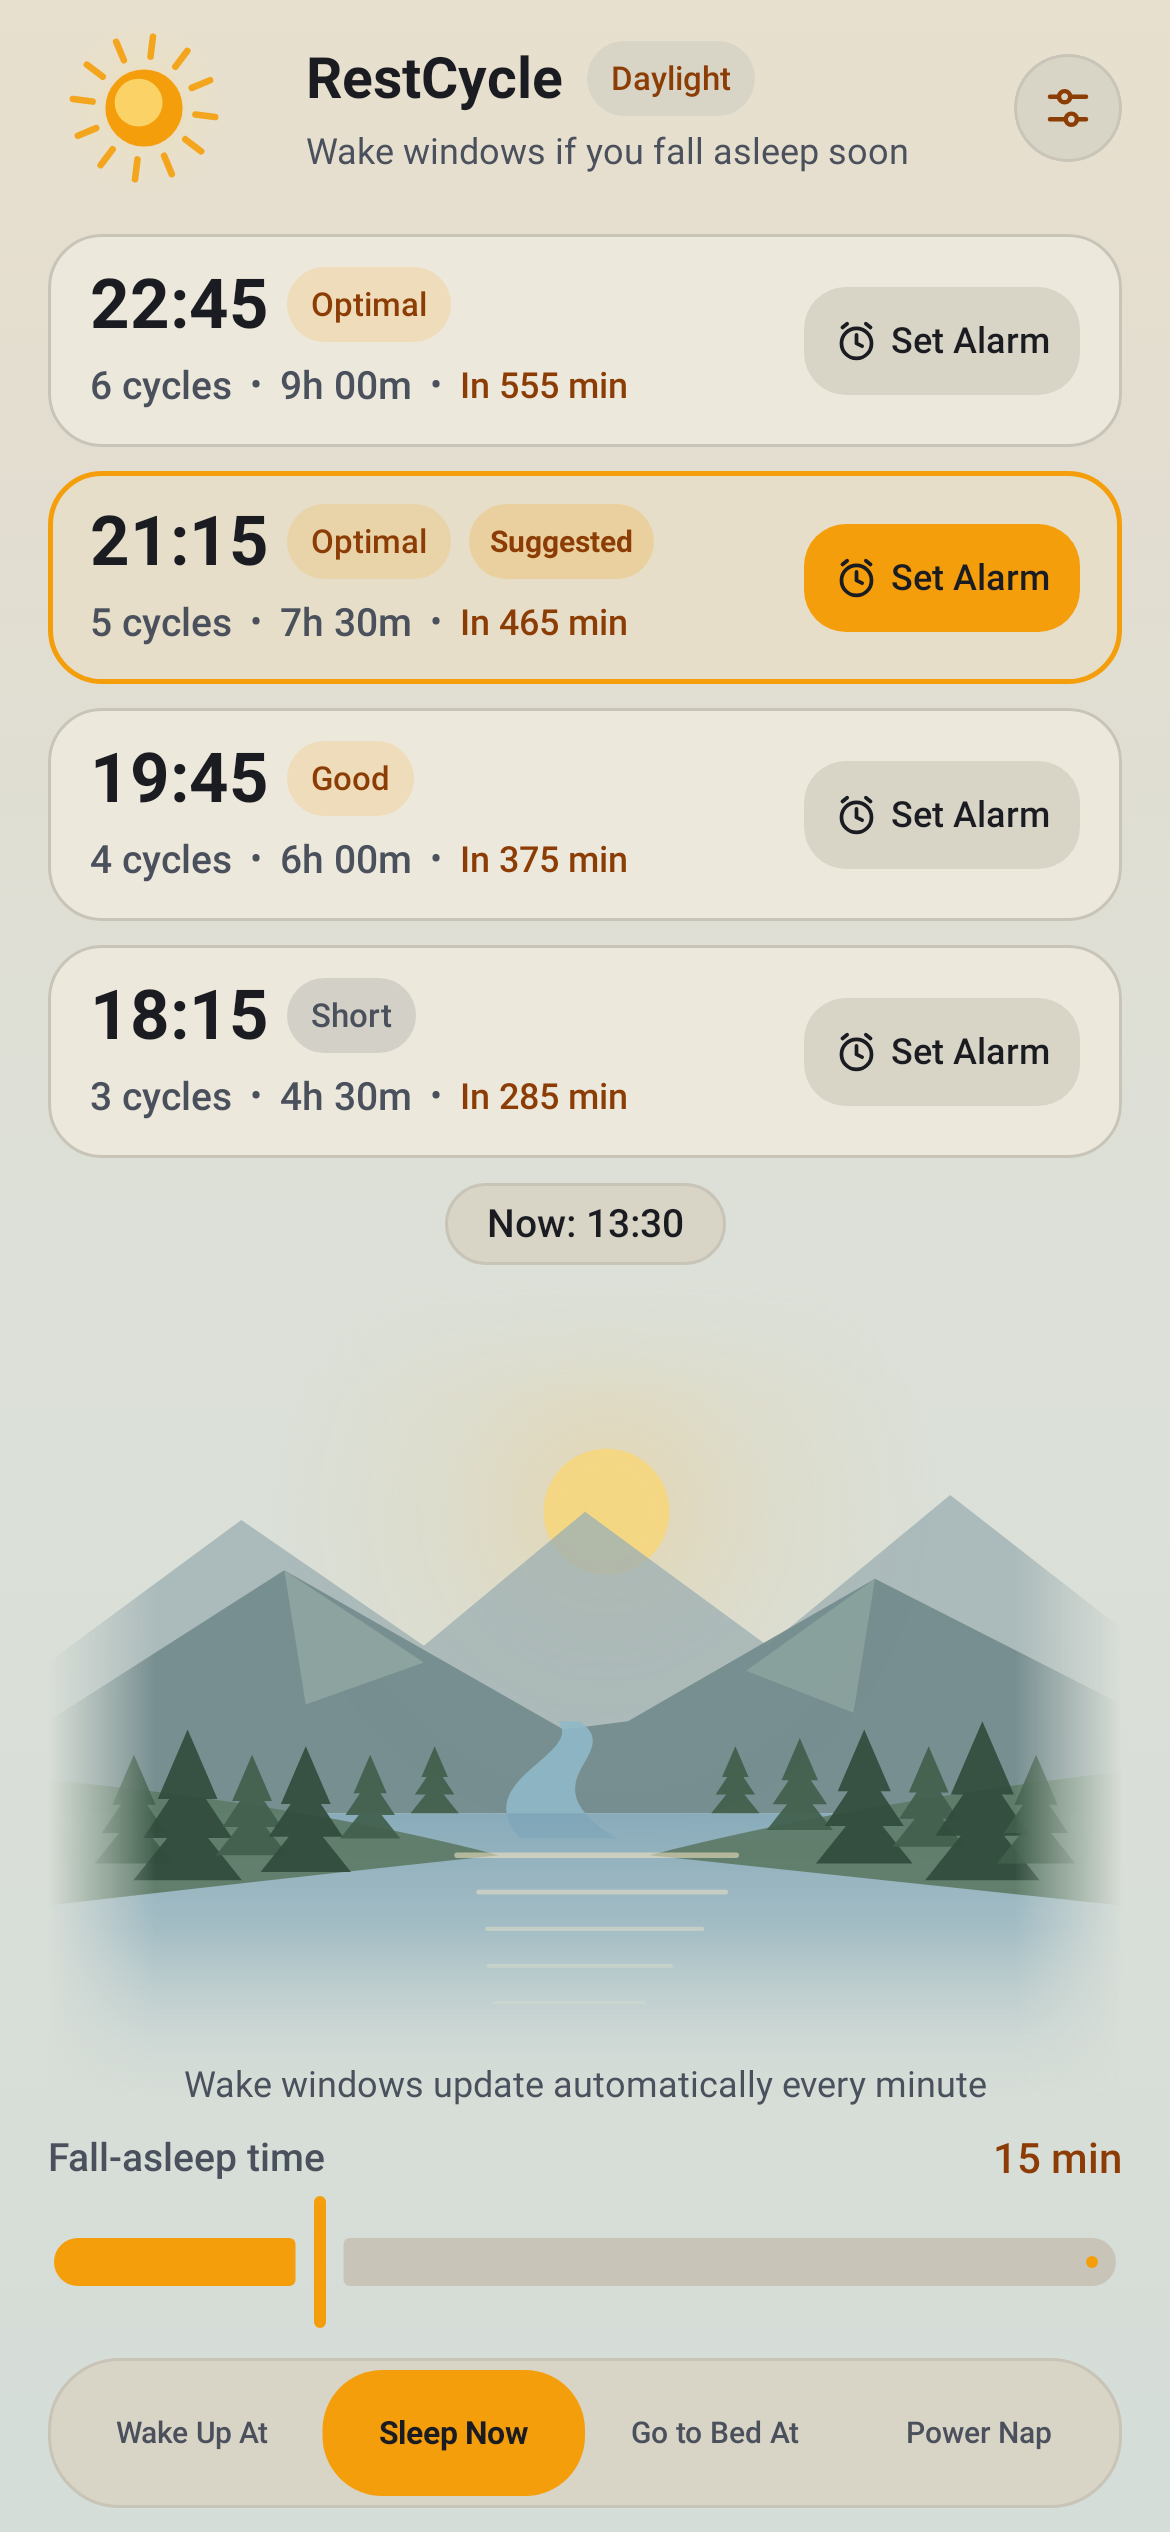 RestCycle Daylight
Wake windows if you fall asleep soon
22:45 Optimal
6 cycles • 9h 00m • In 555 min
Set Alarm
21:15 Optimal Suggested
5 cycles • 7h 30m • In 465 min
Set Alarm
19:45 Good
4 cycles • 6h 00m • In 375 min
Set Alarm
18:15 Short
3 cycles • 4h 30m • In 285 min
Set Alarm
Now: 13:30
Wake windows update automatically every minute
Fall-asleep time 15 min
Wake Up At Sleep Now Go to Bed At Power Nap